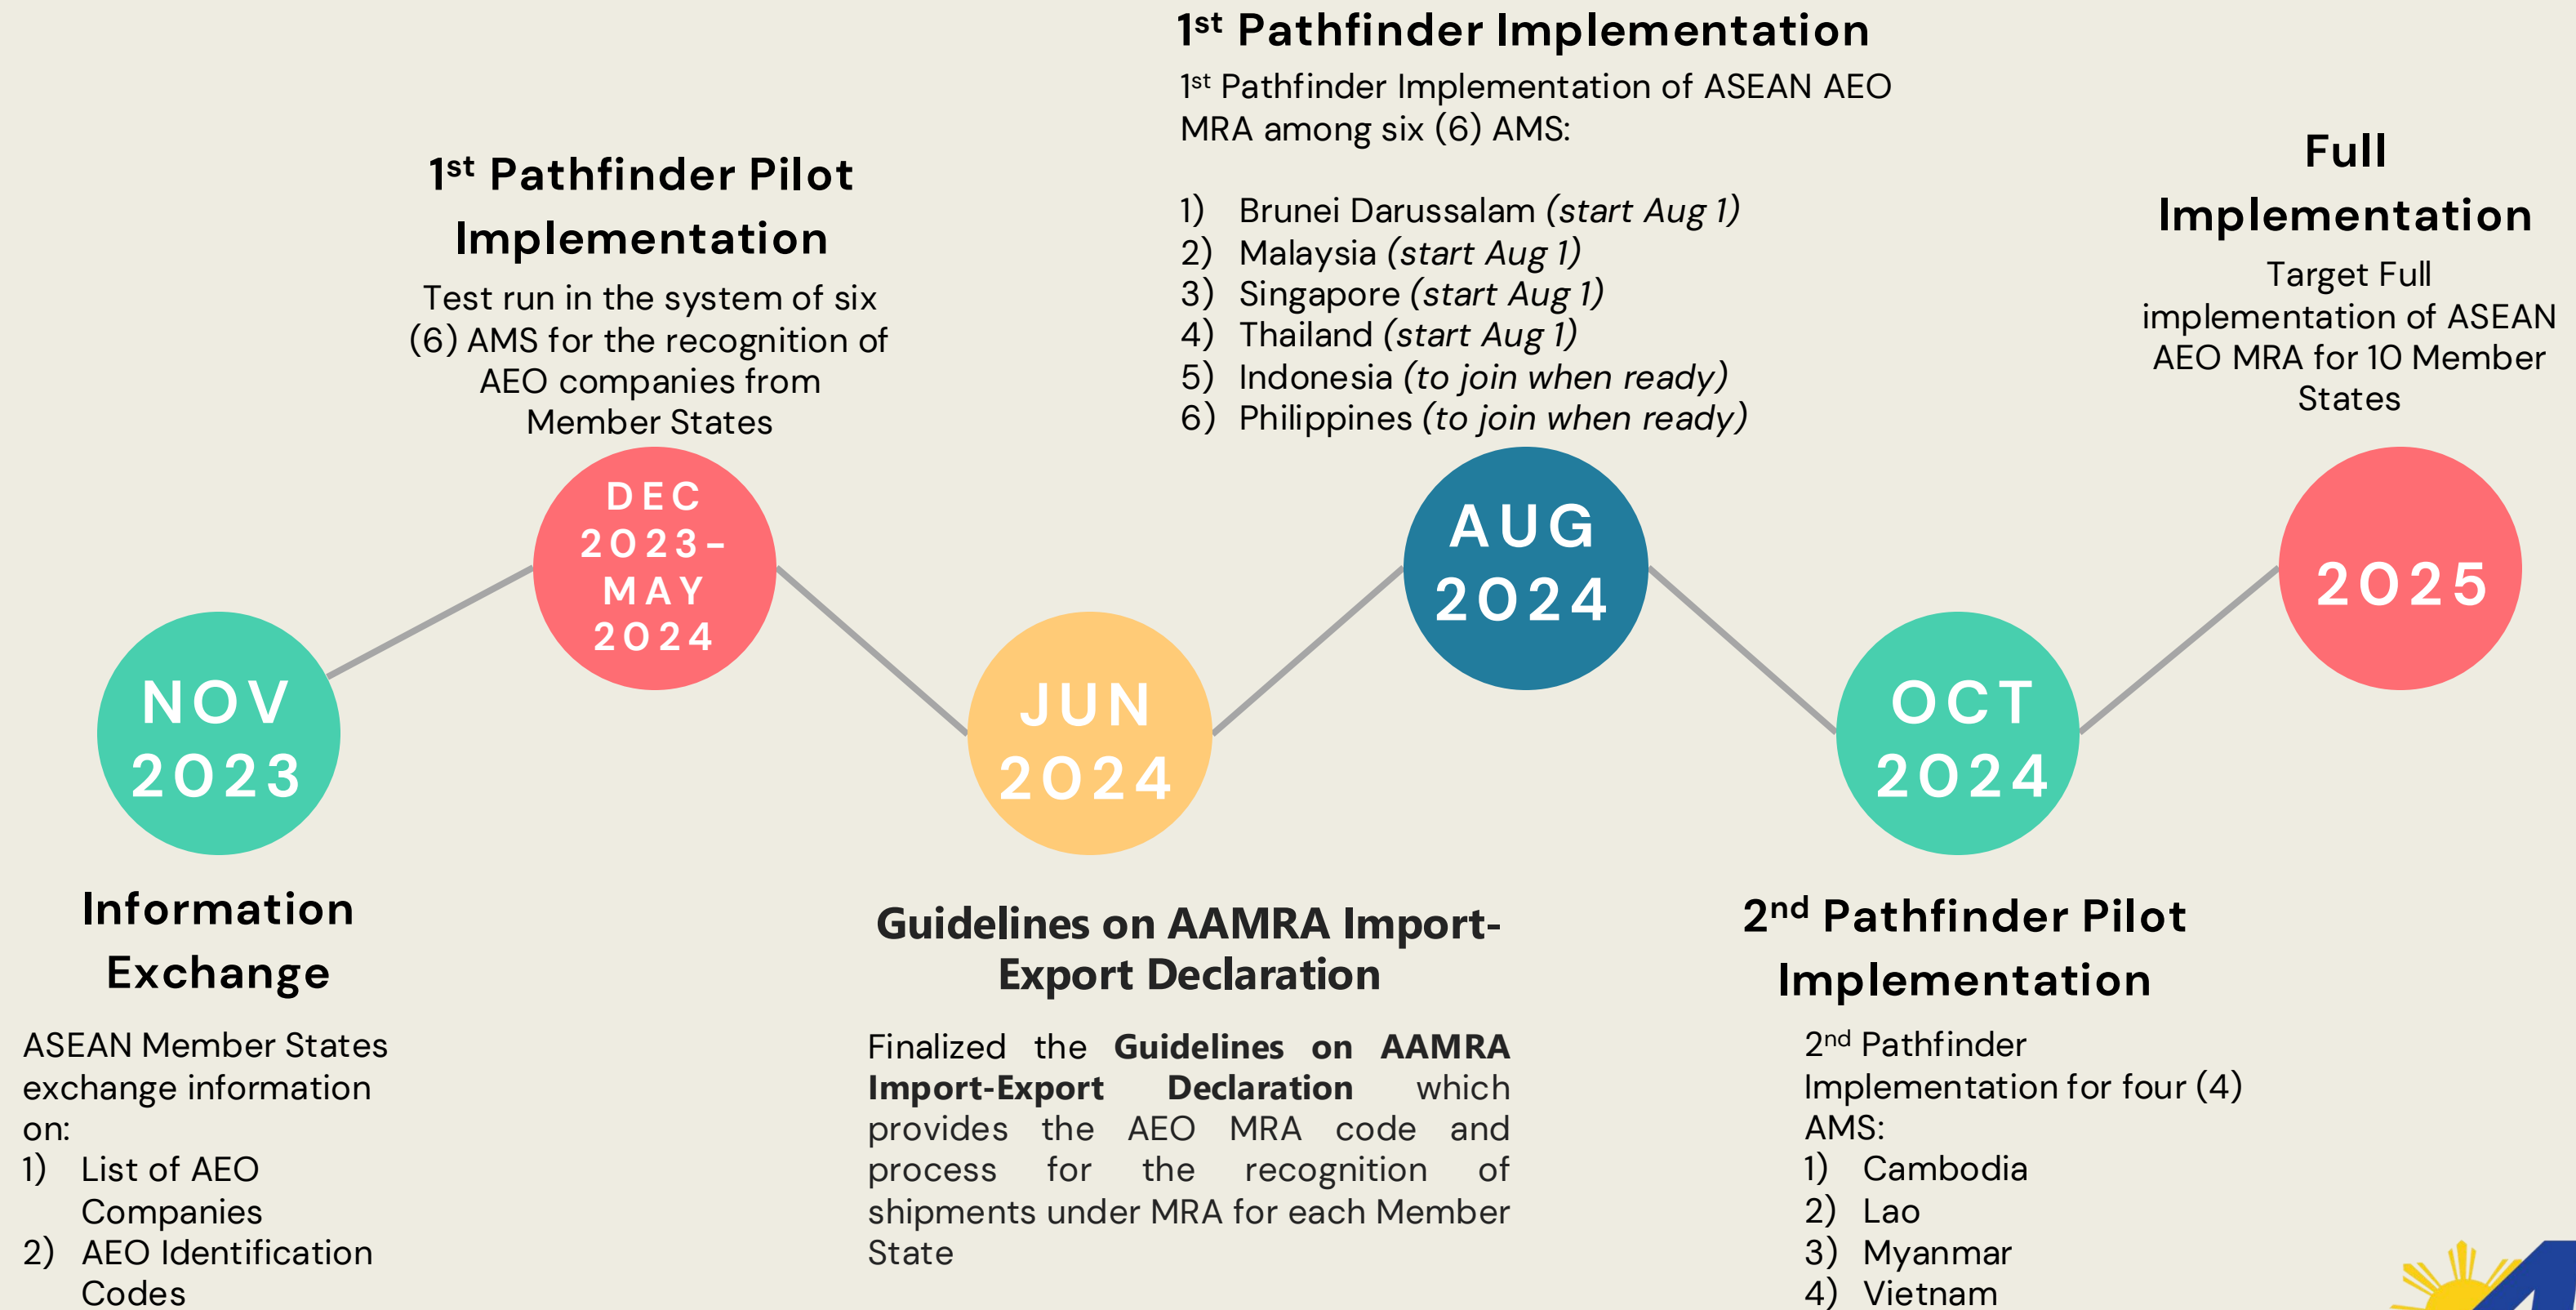 NOV
2023
Information
Exchange
ASEAN Member States
exchange information
on:
1) List of AEO
Companies
2) AEO Identification
Codes
1st Pathfinder Pilot
Implementation
Test run in the system of six
(6) AMS for the recognition of
AEO companies from
Member States
DEC
2023-
MAY
2024
JUN
2024
Guidelines on AAMRA Import-
Export Declaration
Finalized the Guidelines on AAMRA
Import-Export Declaration which
provides the AEO MRA code and
process for the recognition of
shipments under MRA for each Member
State
1st Pathfinder Implementation
1st Pathfinder Implementation of ASEAN AEO
MRA among six (6) AMS:
1) Brunei Darussalam (start Aug 1)
2) Malaysia (start Aug 1)
3) Singapore (start Aug 1)
4) Thailand (start Aug 1)
5) Indonesia (to join when ready)
6) Philippines (to join when ready)
AUG
2024
OCT
2024
2nd Pathfinder Pilot
Implementation
2nd Pathfinder
Implementation for four (4)
AMS:
1) Cambodia
2) Lao
3) Myanmar
4) Vietnam
Full
Implementation
Target Full
implementation of ASEAN
AEO MRA for 10 Member
States
2025